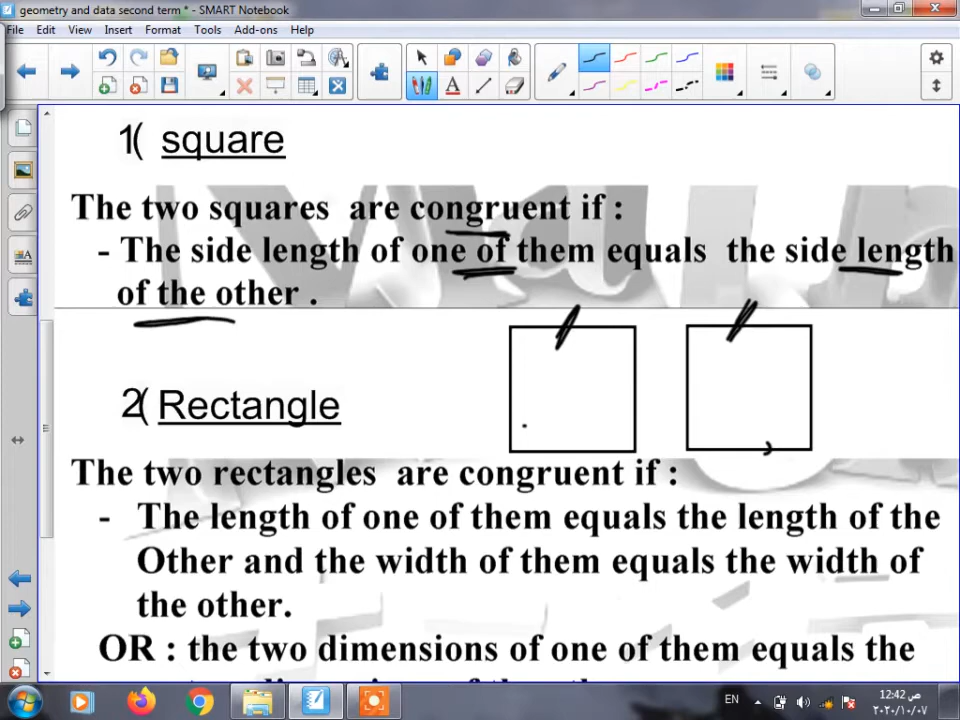 geometry and data second term * - SMART Notebook
File Edit View Insert Format Tools Add-ons Help
1( square
The two squares are congruent if :
- The side length of one of them equals the side length
of the other .
2( Rectangle
The two rectangles are congruent if :
- The length of one of them equals the length of the
Other and the width of them equals the width of
the other.
OR : the two dimensions of one of them equals the
EN
12:42 ص
٢٠٢٠/١٠/٠٧